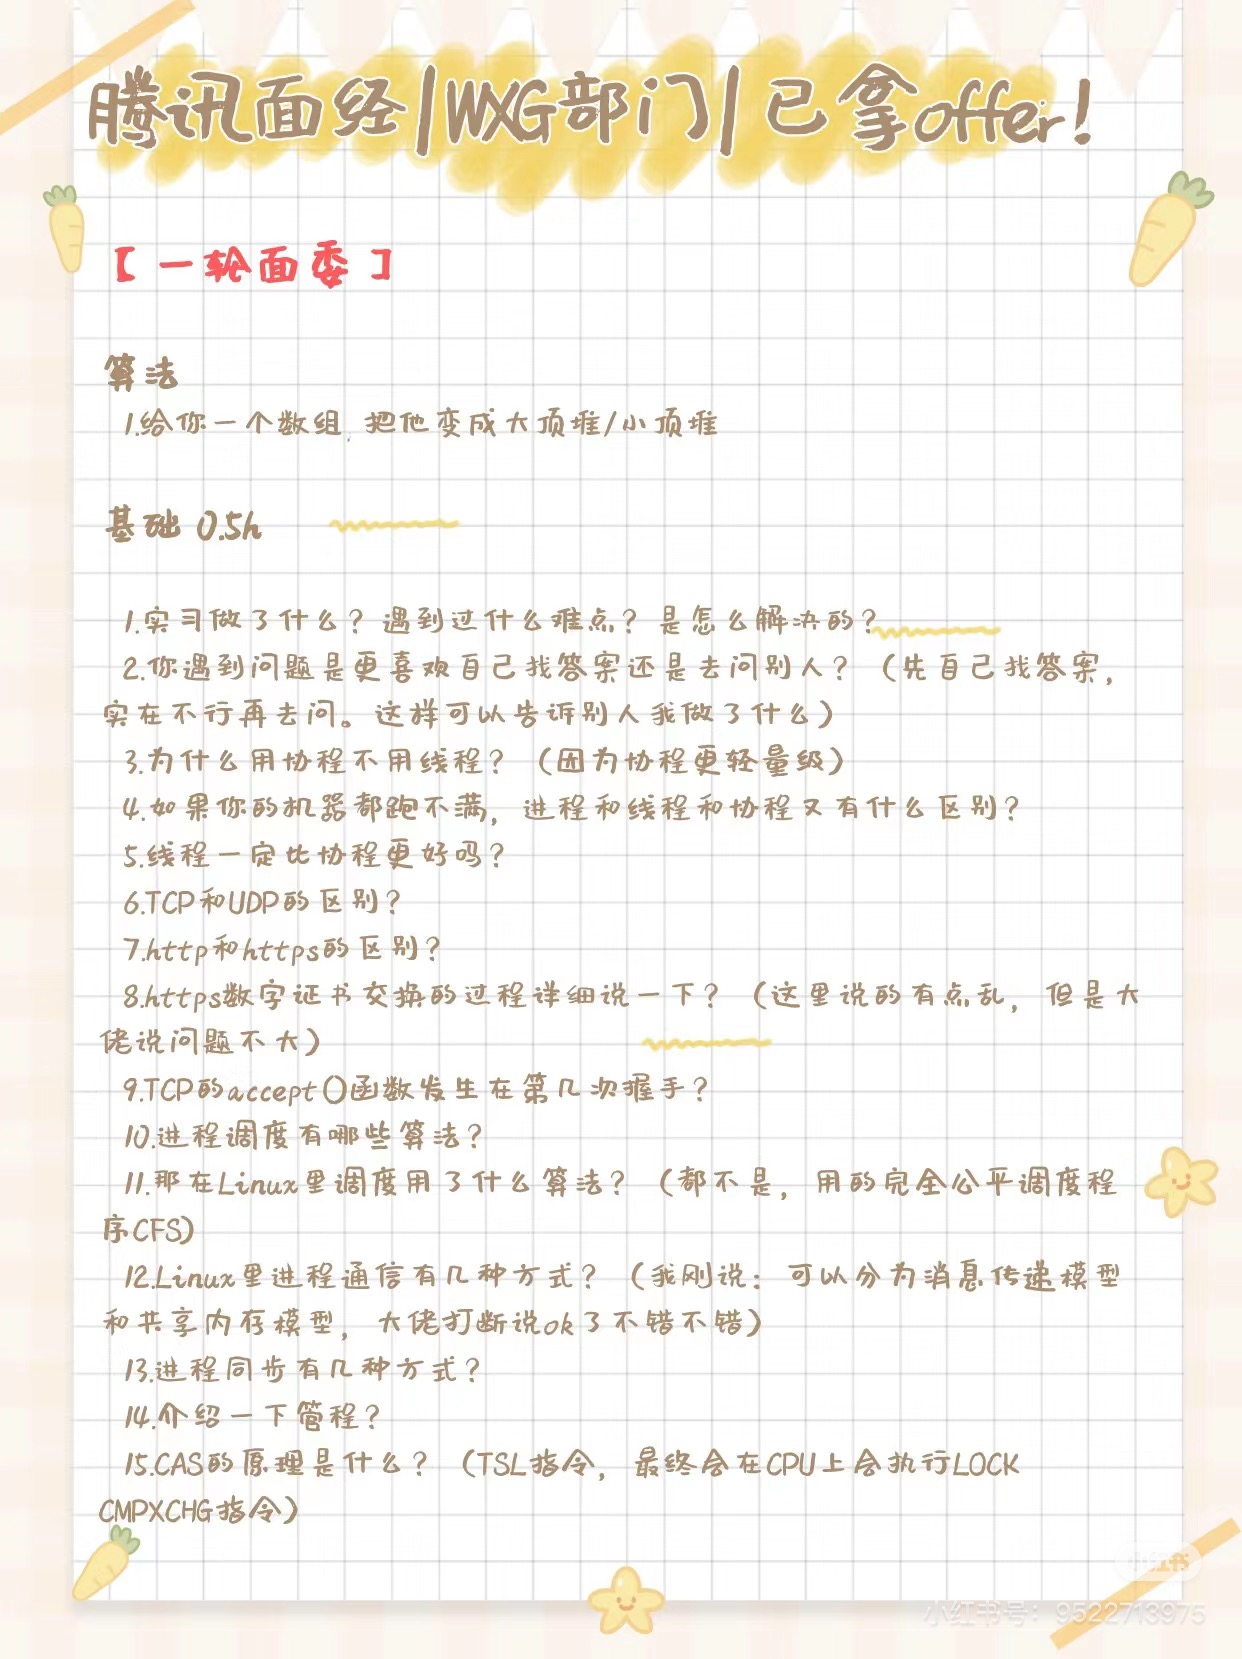 腾讯面经|WXG部门|已拿offer!
【一轮面委】
算法
1.给你一个数组,把他变成大顶堆/小顶堆
基础 0.5h
1.实习做了什么？遇到过什么难点？是怎么解决的？
2.你遇到问题是更喜欢自己找答案还是去问别人？（先自己找答案，
实在不行再去问。这样可以告诉别人我做了什么）
3.为什么用协程不用线程？（因为协程更轻量级）
4.如果你的机器都跑不满，进程和线程和协程又有什么区别？
5.线程一定比协程更好吗？
6.TCP和UDP的区别？
7.http和https的区别？
8.https数字证书交换的过程详细说一下？（这里说的有点乱，但是大
佬说问题不大）
9.TCP的accept()函数发生在第几次握手？
10.进程调度有哪些算法？
11.那在Linux里调度用了什么算法？（都不是，用的完全公平调度程
序CFS）
12.Linux里进程通信有几种方式？（我刚说：可以分为消息传递模型
和共享内存模型，大佬打断说ok了不错不错）
13.进程同步有几种方式？
14.介绍一下管程？
15.CAS的原理是什么？（TSL指令，最终会在CPU上会执行LOCK
CMPXCHG指令）
小红书
小红书号：9522713975